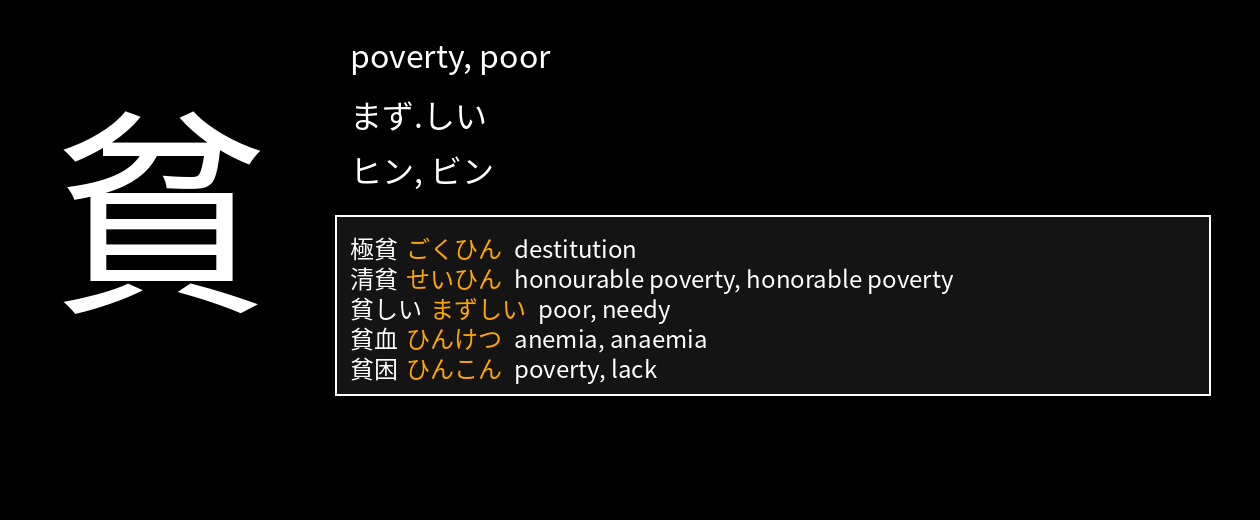 貧
poverty, poor
まず.しい
ヒン, ビン
極貧 ごくひん destitution
清貧 せいひん honourable poverty, honorable poverty
貧しい まずしい poor, needy
貧血 ひんけつ anemia, anaemia
貧困 ひんこん poverty, lack